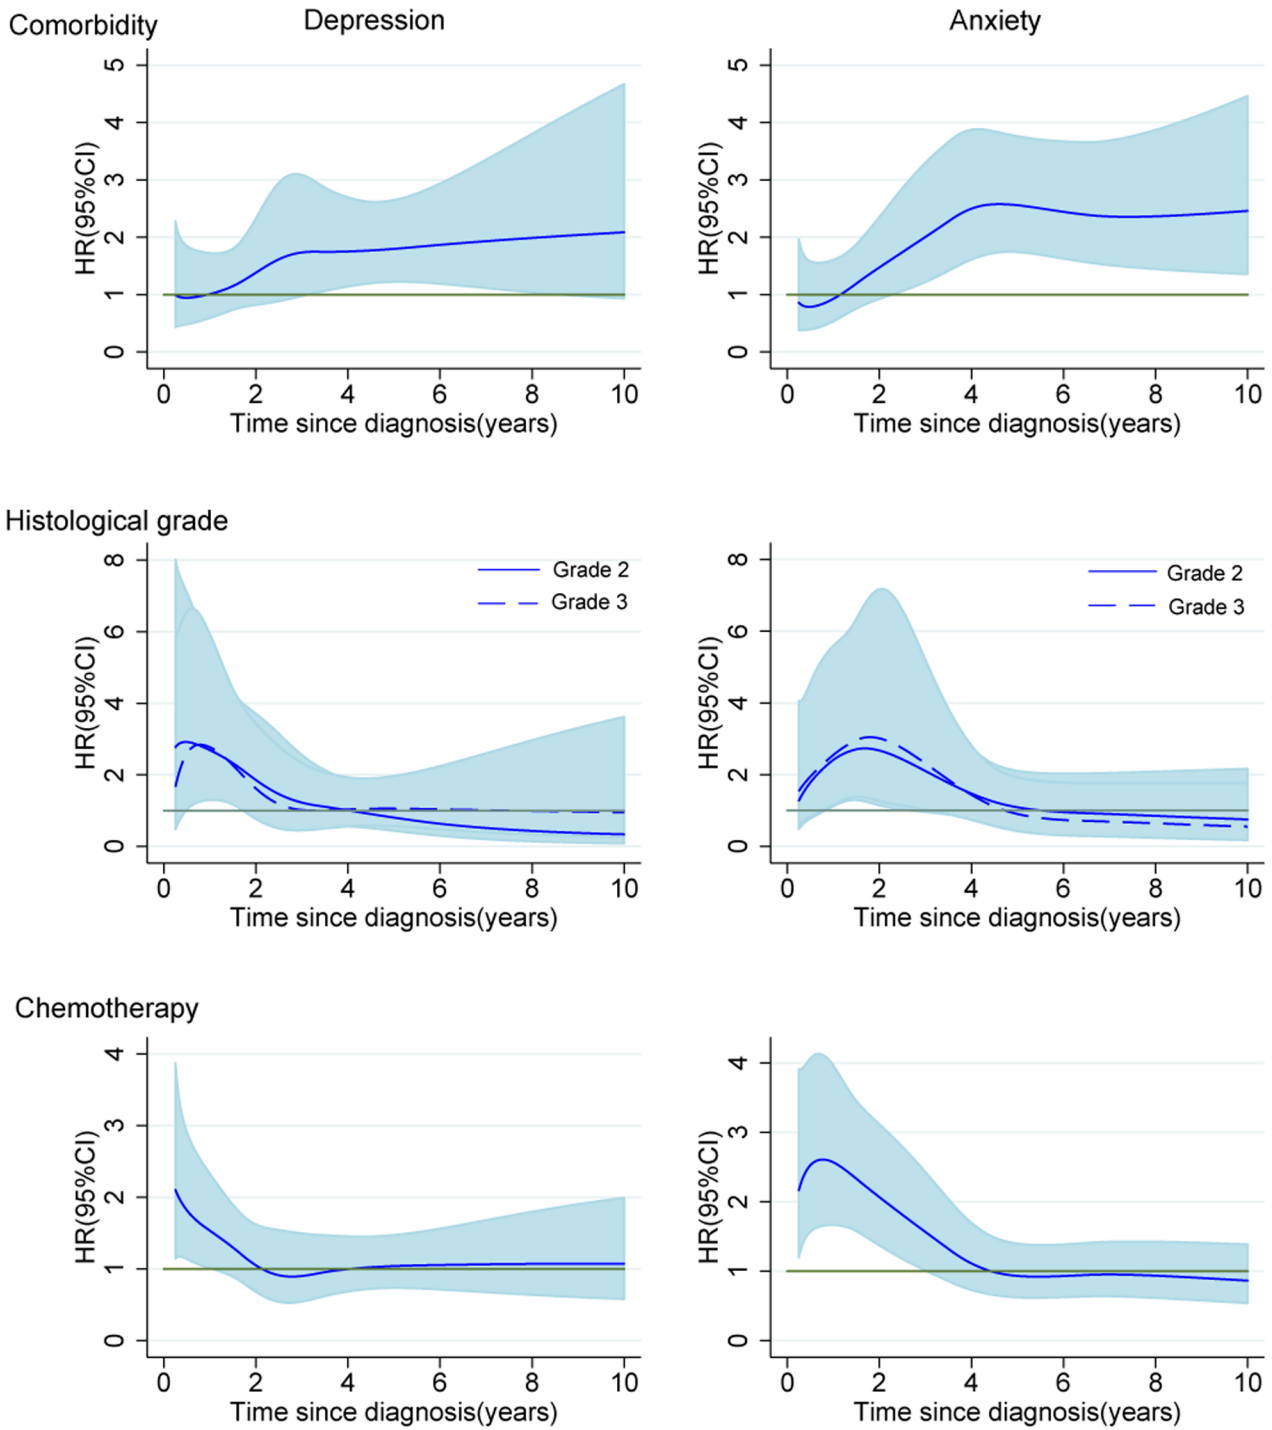 Comorbidity
Depression
Anxiety
HR(95%CI)
5
4
3
2
1
0
0 2 4 6 8 10
Time since diagnosis(years)
HR(95%CI)
5
4
3
2
1
0
0 2 4 6 8 10
Time since diagnosis(years)
Histological grade
HR(95%CI)
8
6
4
2
0
Grade 2
Grade 3
0 2 4 6 8 10
Time since diagnosis(years)
HR(95%CI)
8
6
4
2
0
Grade 2
Grade 3
0 2 4 6 8 10
Time since diagnosis(years)
Chemotherapy
HR(95%CI)
4
3
2
1
0
0 2 4 6 8 10
Time since diagnosis(years)
HR(95%CI)
4
3
2
1
0
0 2 4 6 8 10
Time since diagnosis(years)